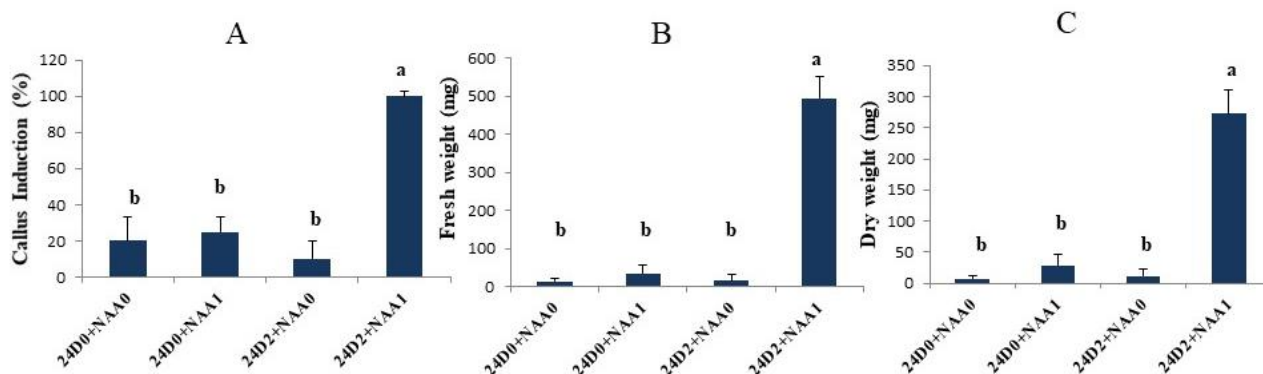 A
Callus Induction (%)
120
100
80
60
40
20
0
b
b
b
a
24D0+NAA0
24D0+NAA1
24D2+NAA0
24D2+NAA1
B
Fresh weight (mg)
600
500
400
300
200
100
0
b
b
b
a
24D0+NAA0
24D0+NAA1
24D2+NAA0
24D2+NAA1
C
Dry weight (mg)
350
300
250
200
150
100
50
0
b
b
b
a
24D0+NAA0
24D0+NAA1
24D2+NAA0
24D2+NAA1